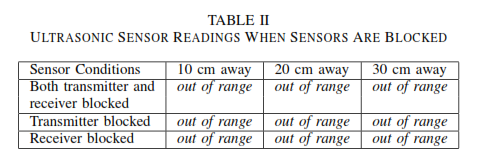 TABLE II
ULTRASONIC SENSOR READINGS WHEN SENSORS ARE BLOCKED
Sensor Conditions 10 cm away 20 cm away 30 cm away
Both transmitter and out of range out of range out of range
receiver blocked
Transmitter blocked out of range out of range out of range
Receiver blocked out of range out of range out of range